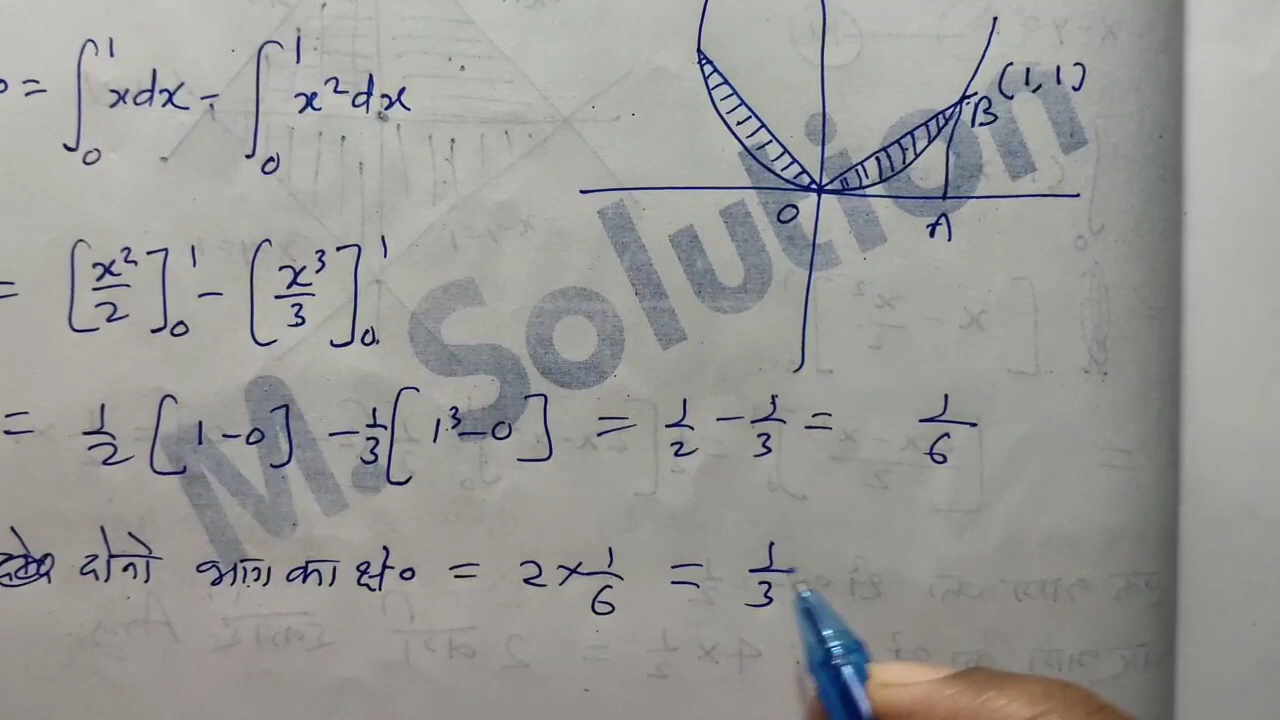 = ∫₀¹ x dx - ∫₀¹ x² dx
(1, 1)
B
O
A
= [x²/2]₀¹ - [x³/3]₀¹
= 1/2 [1-0] - 1/3 [1³-0] = 1/2 - 1/3 = 1/6
दोनो भाग का क्षे० = 2×1/6 = 1/3
M. Solution